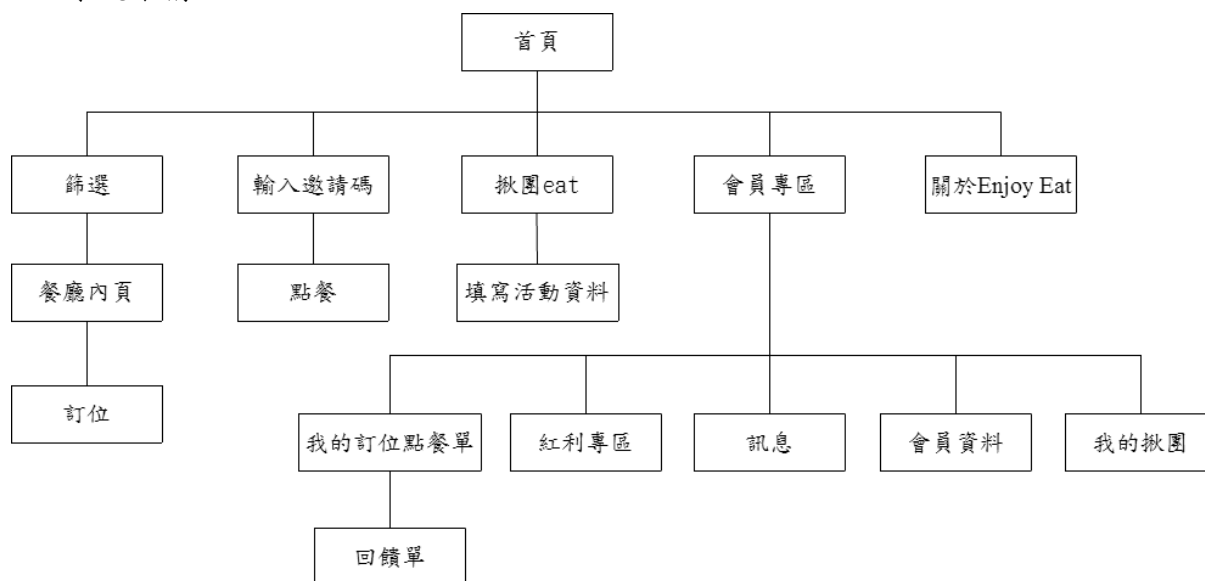 首頁
篩選
輸入邀請碼
揪團eat
會員專區
關於Enjoy Eat
餐廳內頁
點餐
填寫活動資料
訂位
我的訂位點餐單
紅利專區
訊息
會員資料
我的揪團
回饋單